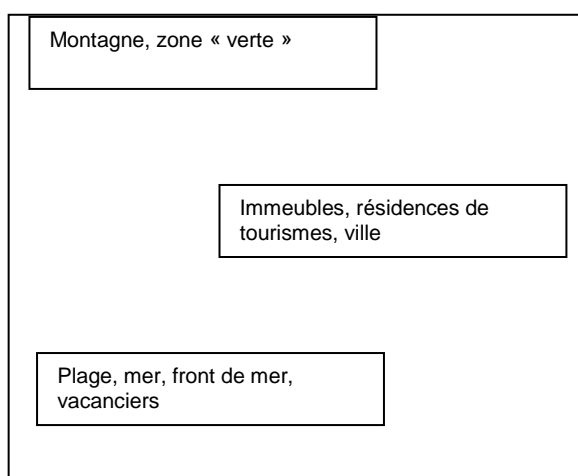 Montagne, zone « verte »
Immeubles, résidences de
tourismes, ville
Plage, mer, front de mer,
vacanciers